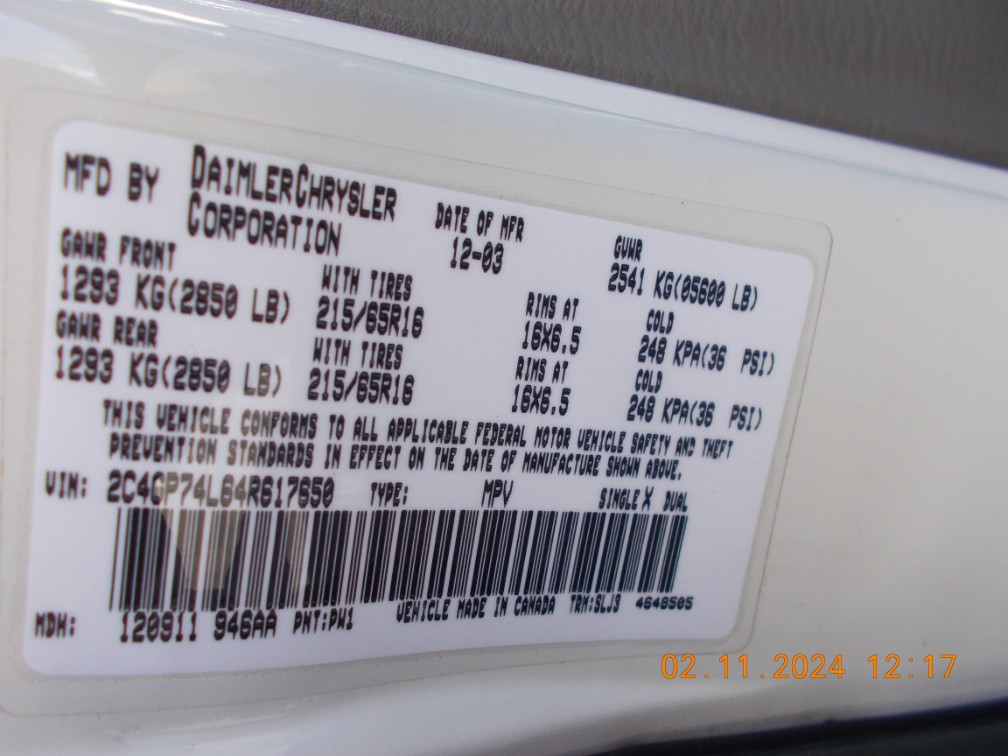 MFD BY DAIMLERCHRYSLER CORPORATION
DATE OF MFR 12-03
GVWR 2541 KG(05600 LB)
GAWR FRONT
1293 KG(2850 LB)
WITH TIRES
215/65R16
RIMS AT
16X6.5
COLD
248 KPA(36 PSI)
GAWR REAR
1293 KG(2850 LB)
WITH TIRES
215/65R16
RIMS AT
16X6.5
COLD
248 KPA(36 PSI)
THIS VEHICLE CONFORMS TO ALL APPLICABLE FEDERAL MOTOR VEHICLE SAFETY AND THEFT
PREVENTION STANDARDS IN EFFECT ON THE DATE OF MANUFACTURE SHOWN ABOVE.
VIN: 2C4GP74L64R617650 TYPE: MPV SINGLE X DUAL
MDH: 120911 946AA PNT:PW1 VEHICLE MADE IN CANADA TRM:SLJ3 4648505
02.11.2024 12:17